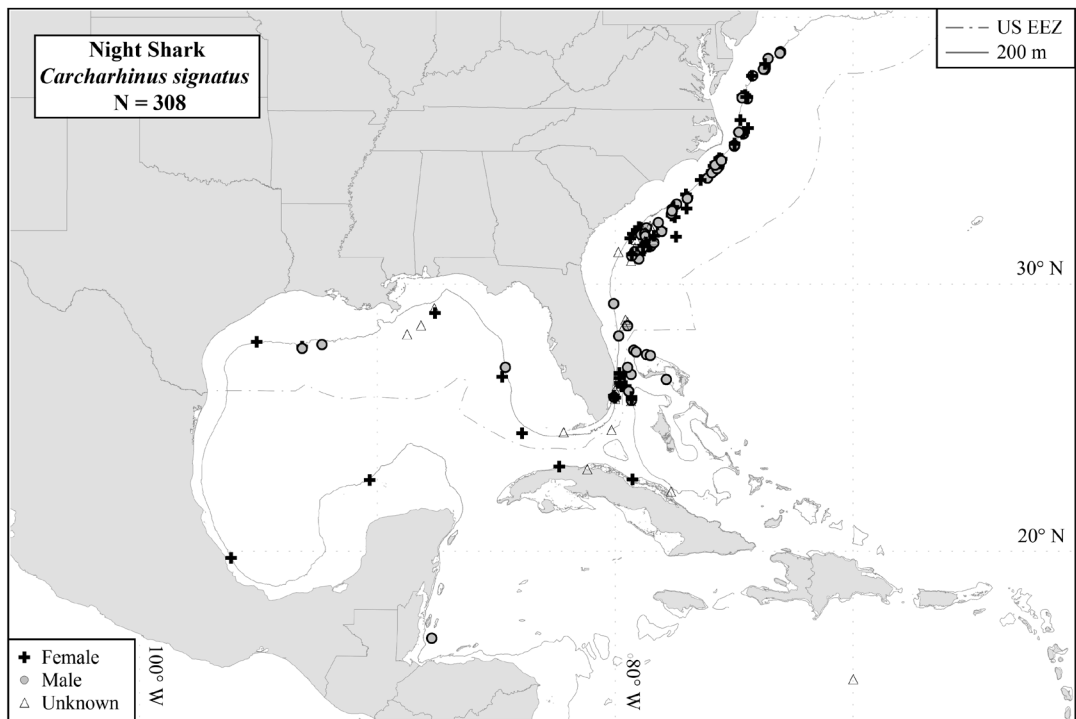 Night Shark
Carcharhinus signatus
N = 308
US EEZ
200 m
30° N
20° N
100° W
80° W
Female
Male
Unknown